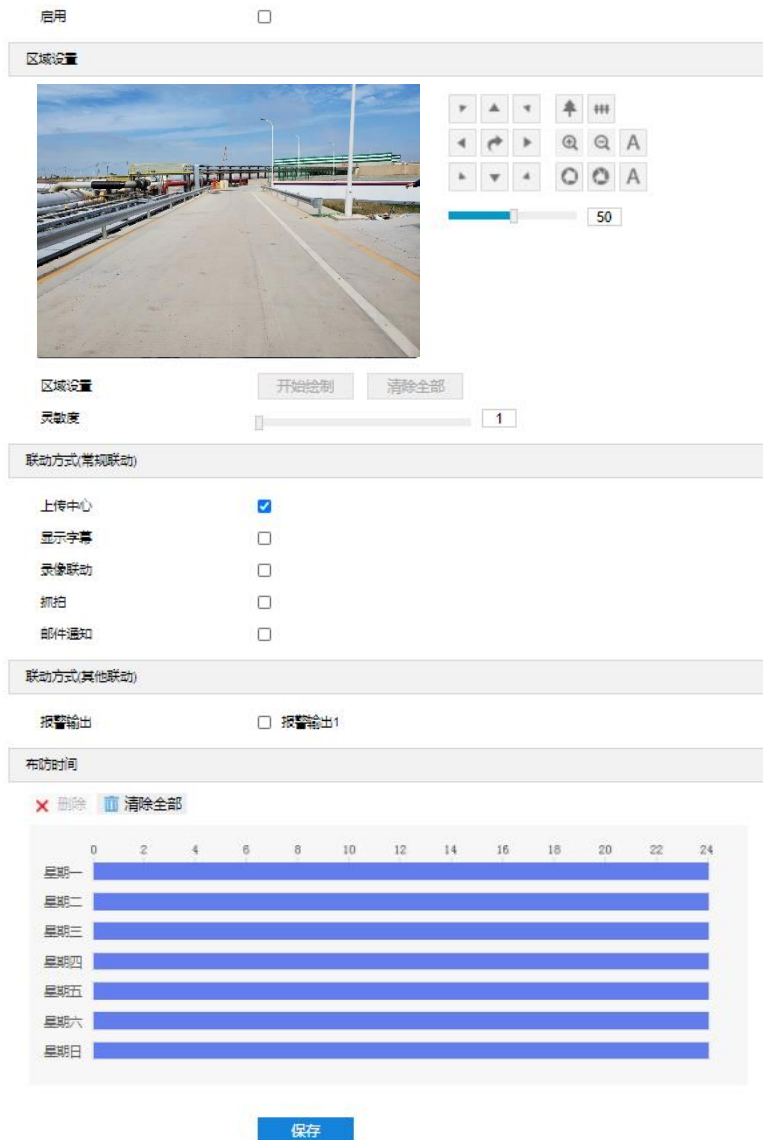 启用
区域设置
A
A
50
区域设置 开始绘制 清除全部
灵敏度 1
联动方式(常规联动)
上传中心
显示字幕
录像联动
抓拍
邮件通知
联动方式(其他联动)
报警输出 报警输出1
布防时间
删除 清除全部
0 2 4 6 8 10 12 14 16 18 20 22 24
星期一
星期二
星期三
星期四
星期五
星期六
星期日
保存